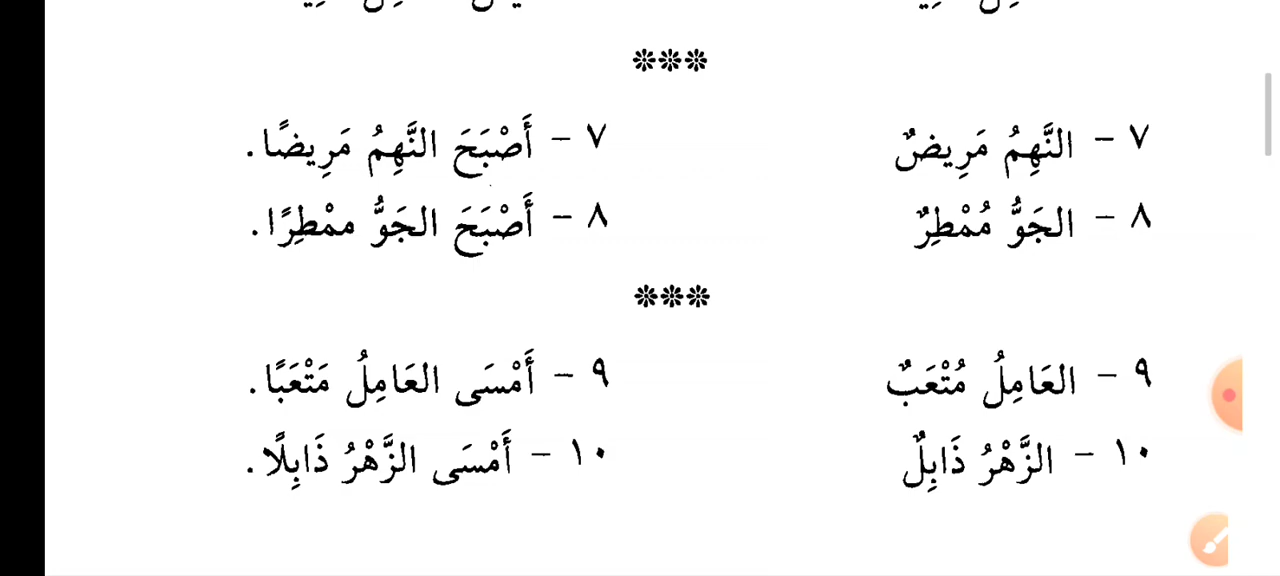 ***
٧ - النَّهِمُ مَرِيضٌ ٧ - أَصْبَحَ النَّهِمُ مَرِيضًا.
٨ - الجَوُّ مُمْطِرٌ ٨ - أَصْبَحَ الجَوُّ ممْطِرًا.
***
٩ - العَامِلُ مُتْعَبٌ ٩ - أَمْسَى العَامِلُ مَتْعَبًا.
١٠ - الزَّهْرُ ذَابِلٌ ١٠ - أَمْسَى الزَّهْرُ ذَابِلًا.